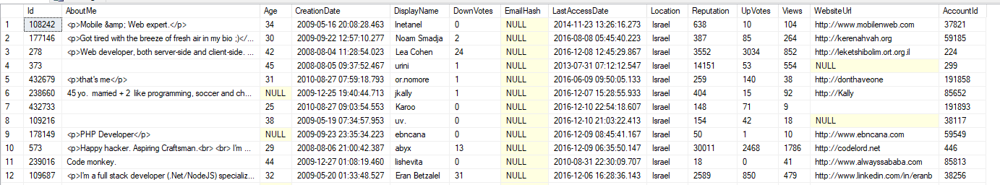 Id AboutMe Age CreationDate DisplayName DownVotes EmailHash LastAccessDate Location Reputation UpVotes Views WebsiteUrl AccountId
1 108242 <p>Mobile &amp; Web expert.</p> 34 2009-05-16 20:08:28.463 Inetanel 0 NULL 2014-11-23 13:26:16.273 Israel 638 10 104 http://www.mobilenweb.com 37821
2 177146 <p>Got tired with the breeze of fresh air in my bio ;)</... 30 2009-09-22 12:57:10.277 Noam Smadja 2 NULL 2016-08-08 05:45:40.223 Israel 387 85 264 http://kerenahvah.org 59185
3 278 <p>Web developer, both server-side and client-side. ... 42 2008-08-04 11:28:54.023 Lea Cohen 24 NULL 2016-12-08 12:45:29.867 Israel 3552 3034 852 http://leketshibolim.ort.org.il 224
4 373 45 2008-08-05 09:37:52.467 urini 1 NULL 2013-07-31 07:12:12.547 Israel 14151 53 554 NULL 299
5 432679 <p>that's me</p> 31 2010-08-27 07:59:18.793 or.nomore 1 NULL 2016-06-09 09:50:05.133 Israel 259 140 38 http://donthaveone 191858
6 238660 45 yo. married + 2 like programming, soccer and ch... NULL 2009-12-25 19:40:44.713 jkally 1 NULL 2016-12-07 15:28:55.933 Israel 404 15 92 http://Kally 85652
7 432733 25 2010-08-27 09:03:54.553 Karoo 0 NULL 2016-12-10 22:54:18.607 Israel 148 71 9 191893
8 109216 38 2009-05-19 07:34:57.953 uv. 1 NULL 2016-12-10 21:03:22.413 Israel 154 42 18 NULL 38117
9 178149 <p>PHP Developer</p> NULL 2009-09-23 23:35:34.223 ebncana 0 NULL 2016-12-09 08:45:41.167 Israel 50 1 10 http://www.ebncana.com 59549
10 573 <p>Happy hacker. Aspiring Craftsman.<br> <br> I'm ... 29 2008-08-06 21:00:42.387 abyx 13 NULL 2016-12-09 06:35:50.147 Israel 30011 2468 1786 http://codelord.net 446
11 239016 Code monkey. 44 2009-12-27 01:08:19.460 lishevita 0 NULL 2010-08-31 22:30:09.707 Israel 18 0 41 http://www.alwayssababa.com 85813
12 109687 <p>I'm a full stack developer (.Net/NodeJS) specializ... 32 2009-05-20 01:33:48.527 Eran Betzalel 31 NULL 2016-12-06 16:28:36.143 Israel 2589 850 479 http://www.linkedin.com/in/eranb 38256